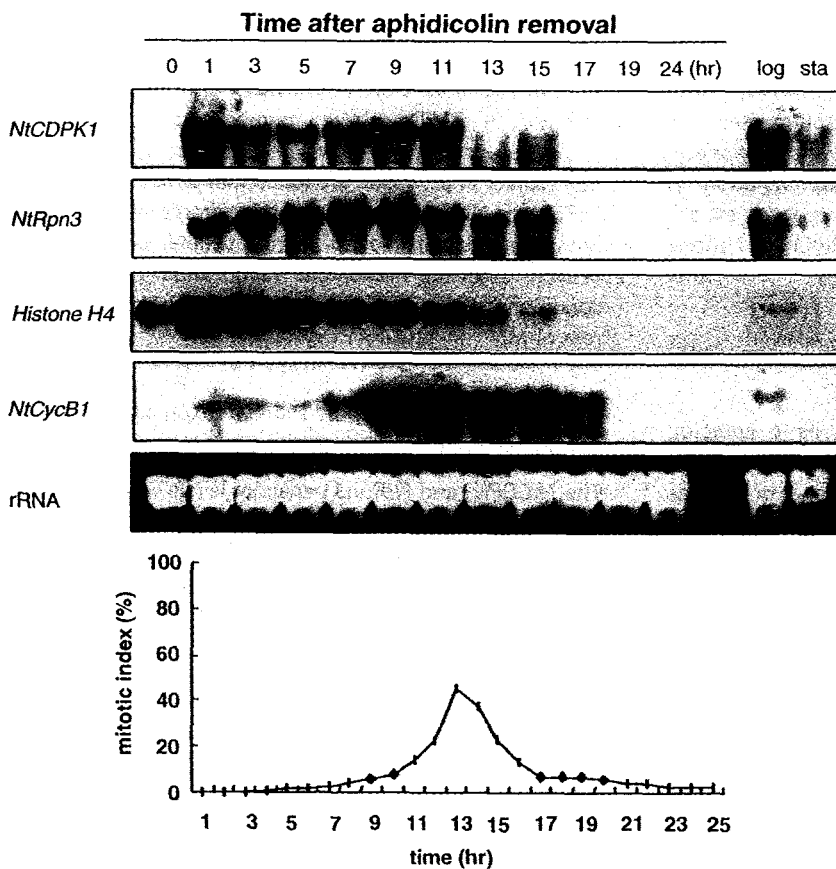 Time after aphidicolin removal
0 1 3 5 7 9 11 13 15 17 19 24 (hr) log sta
NtCDPK1
NtRpn3
Histone H4
NtCycB1
rRNA
100
80
60
40
20
0
mitotic index (%)
1 3 5 7 9 11 13 15 17 19 21 23 25
time (hr)